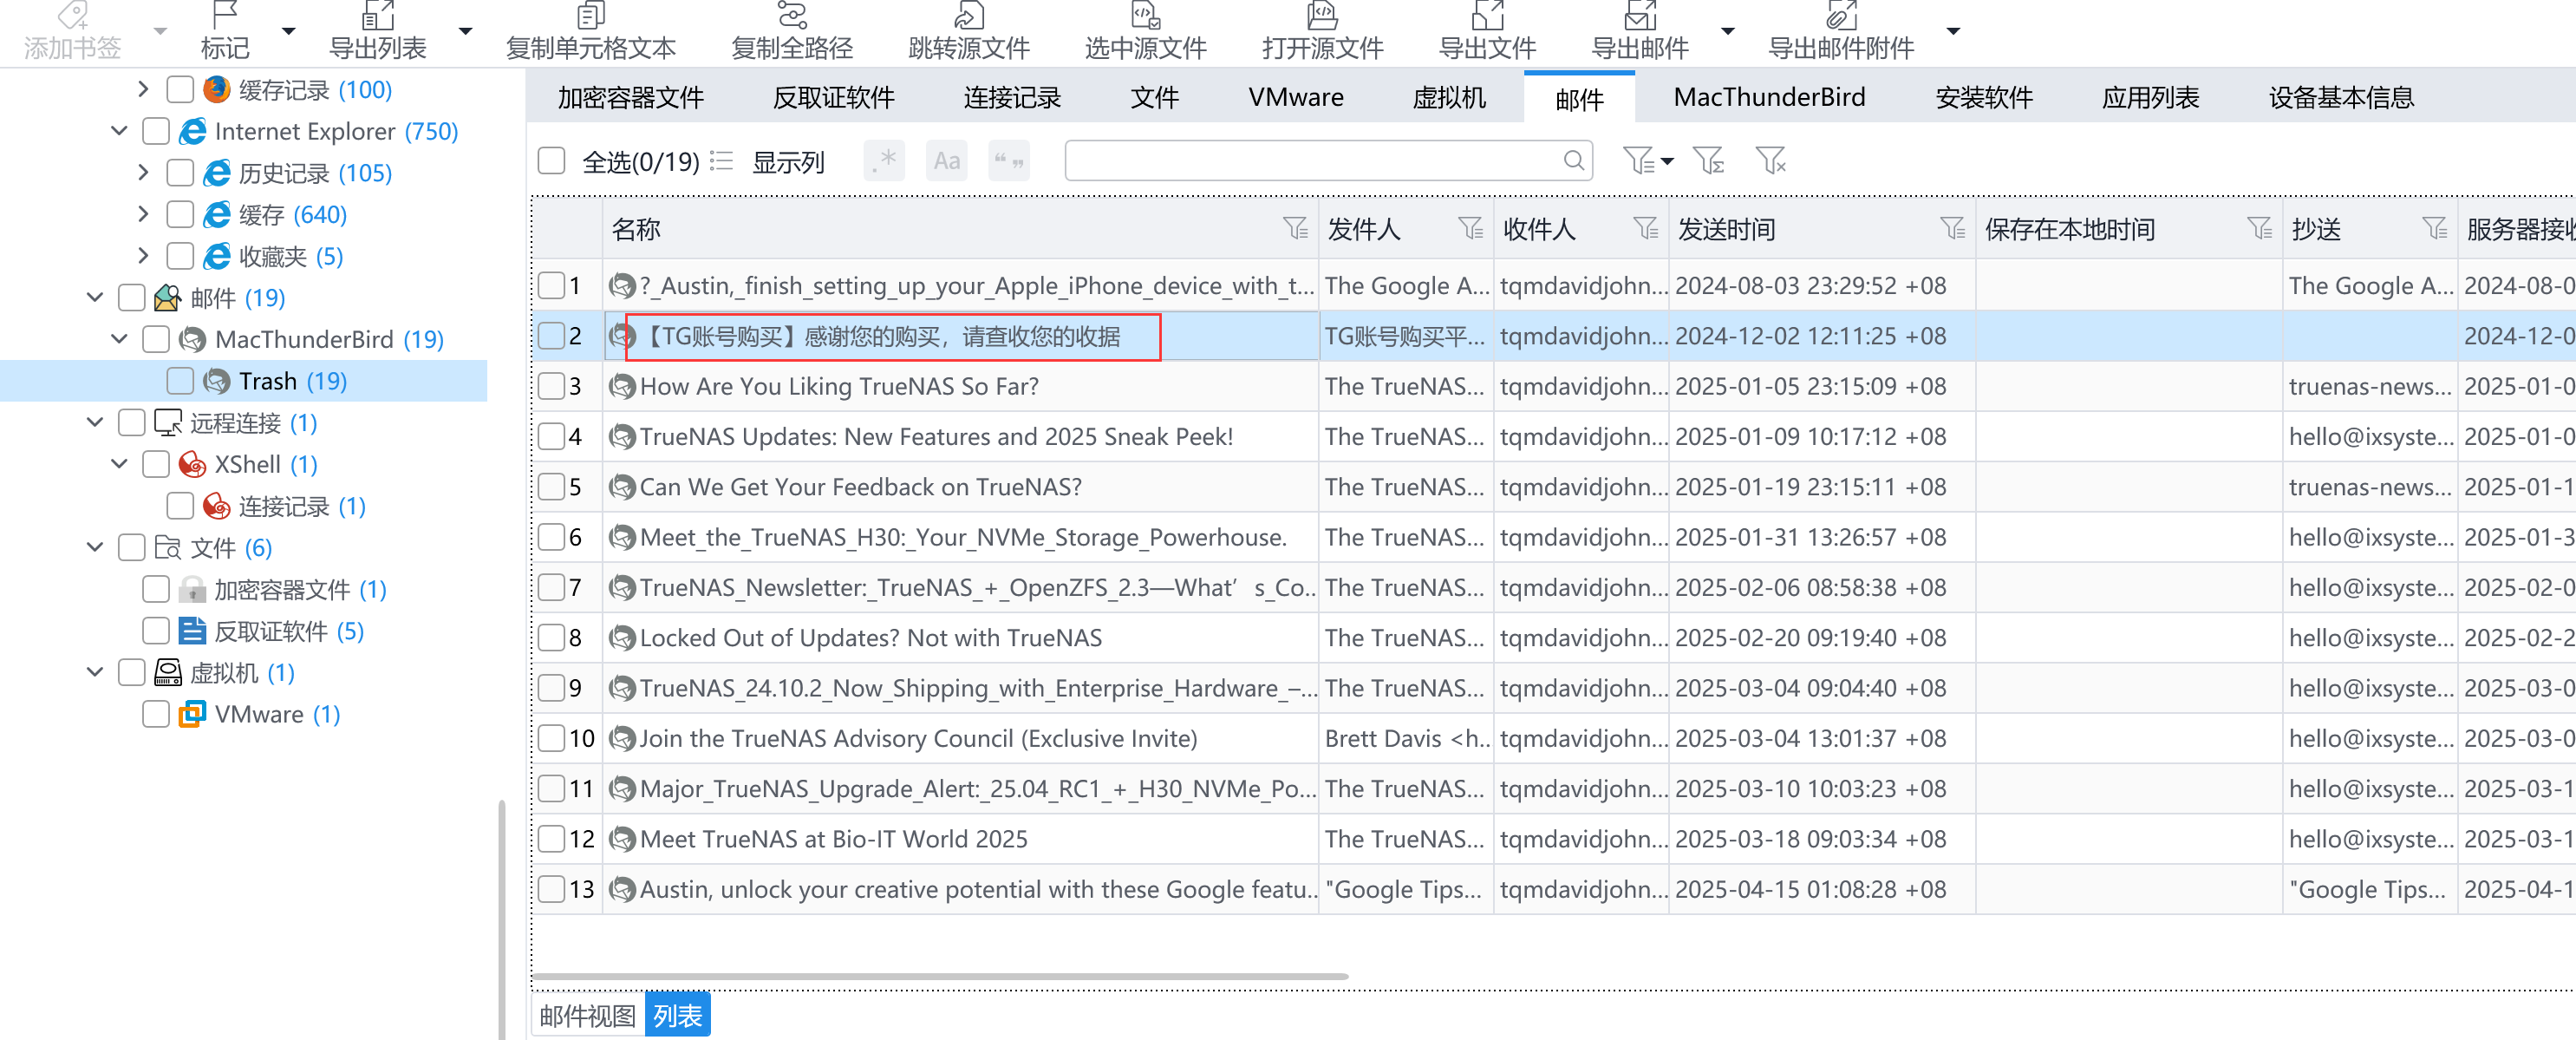 添加书签 标记 导出列表 复制单元格文本 复制全路径 跳转源文件 选中源文件 打开源文件 导出文件 导出邮件 导出邮件附件
缓存记录 (100)
Internet Explorer (750)
历史记录 (105)
缓存 (640)
收藏夹 (5)
邮件 (19)
MacThunderBird (19)
Trash (19)
远程连接 (1)
XShell (1)
连接记录 (1)
文件 (6)
加密容器文件 (1)
反取证软件 (5)
虚拟机 (1)
VMware (1)
加密容器文件 反取证软件 连接记录 文件 VMware 虚拟机 邮件 MacThunderBird 安装软件 应用列表 设备基本信息
全选(0/19) 显示列 .* Aa “ ”
名称 发件人 收件人 发送时间 保存在本地时间 抄送 服务器接收
1 ?_Austin,_finish_setting_up_your_Apple_iPhone_device_with_t... The Google A... tqmdavidjohn... 2024-08-03 23:29:52 +08 The Google A... 2024-08-0
2 【TG账号购买】感谢您的购买，请查收您的收据 TG账号购买平... tqmdavidjohn... 2024-12-02 12:11:25 +08 2024-12-0
3 How Are You Liking TrueNAS So Far? The TrueNAS... tqmdavidjohn... 2025-01-05 23:15:09 +08 truenas-news... 2025-01-0
4 TrueNAS Updates: New Features and 2025 Sneak Peek! The TrueNAS... tqmdavidjohn... 2025-01-09 10:17:12 +08 hello@ixsyste... 2025-01-0
5 Can We Get Your Feedback on TrueNAS? The TrueNAS... tqmdavidjohn... 2025-01-19 23:15:11 +08 truenas-news... 2025-01-1
6 Meet_the_TrueNAS_H30:_Your_NVMe_Storage_Powerhouse. The TrueNAS... tqmdavidjohn... 2025-01-31 13:26:57 +08 hello@ixsyste... 2025-01-3
7 TrueNAS_Newsletter:_TrueNAS_+_OpenZFS_2.3—What’s_Co... The TrueNAS... tqmdavidjohn... 2025-02-06 08:58:38 +08 hello@ixsyste... 2025-02-0
8 Locked Out of Updates? Not with TrueNAS The TrueNAS... tqmdavidjohn... 2025-02-20 09:19:40 +08 hello@ixsyste... 2025-02-2
9 TrueNAS_24.10.2_Now_Shipping_with_Enterprise_Hardware_–... The TrueNAS... tqmdavidjohn... 2025-03-04 09:04:40 +08 hello@ixsyste... 2025-03-0
10 Join the TrueNAS Advisory Council (Exclusive Invite) Brett Davis <h... tqmdavidjohn... 2025-03-04 13:01:37 +08 hello@ixsyste... 2025-03-0
11 Major_TrueNAS_Upgrade_Alert:_25.04_RC1_+_H30_NVMe_Po... The TrueNAS... tqmdavidjohn... 2025-03-10 10:03:23 +08 hello@ixsyste... 2025-03-1
12 Meet TrueNAS at Bio-IT World 2025 The TrueNAS... tqmdavidjohn... 2025-03-18 09:03:34 +08 hello@ixsyste... 2025-03-1
13 Austin, unlock your creative potential with these Google featu... "Google Tips... tqmdavidjohn... 2025-04-15 01:08:28 +08 "Google Tips... 2025-04-1
邮件视图 列表